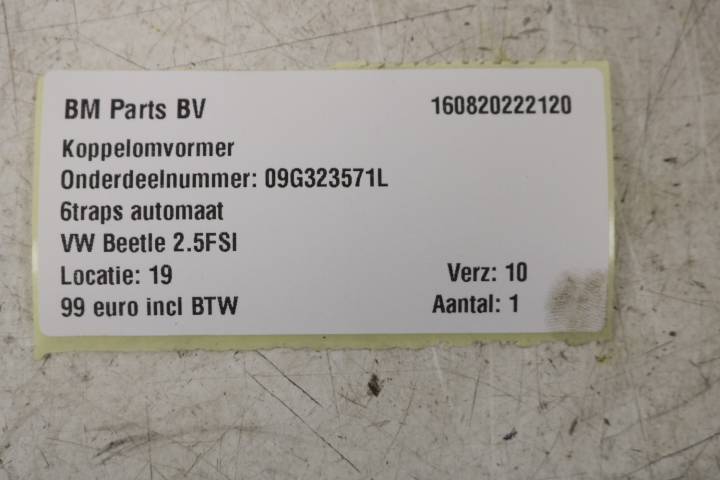 BM Parts BV 160820222120
Koppelomvormer
Onderdeelnummer: 09G323571L
6traps automaat
VW Beetle 2.5FSI
Locatie: 19 Verz: 10
99 euro incl BTW Aantal: 1